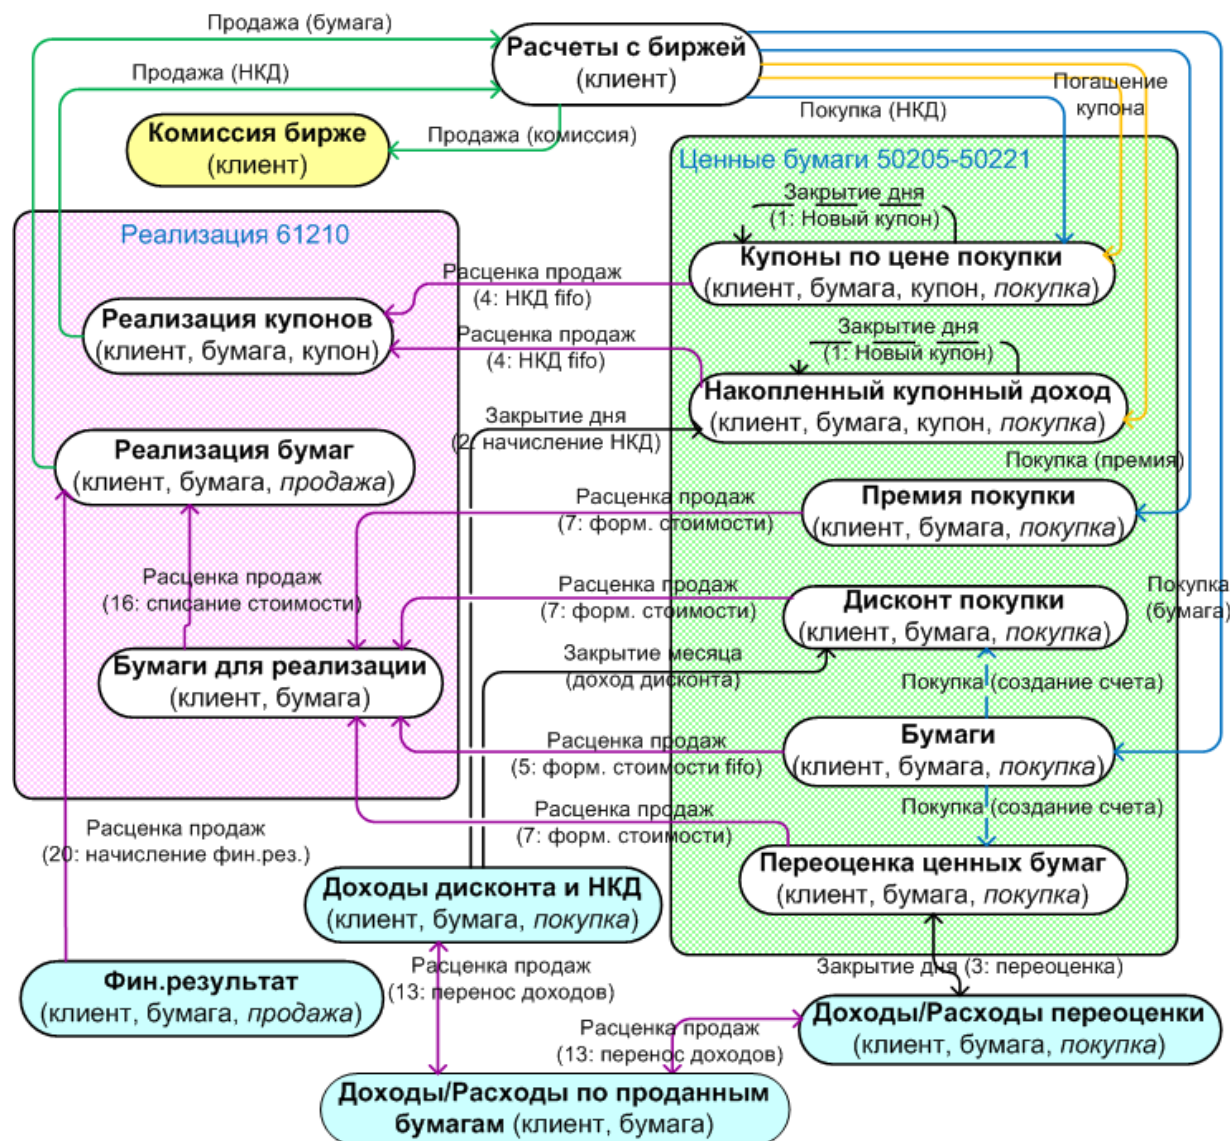 Продажа (бумага)
Расчеты с биржей
(клиент)
Продажа (НКД)
Погашение
купона
Покупка (НКД)
Комиссия бирже
(клиент)
Продажа (комиссия)
Ценные бумаги 50205-50221
Закрытие дня
(1: Новый купон)
Реализация 61210
Купоны по цене покупки
(клиент, бумага, купон, покупка)
Расценка продаж
(4: НКД fifo)
Реализация купонов
(клиент, бумага, купон)
Закрытие дня
(1: Новый купон)
Расценка продаж
(4: НКД fifo)
Накопленный купонный доход
(клиент, бумага, купон, покупка)
Закрытие дня
(2: начисление НКД)
Реализация бумаг
(клиент, бумага, продажа)
Покупка (премия)
Расценка продаж
(7: форм. стоимости)
Премия покупки
(клиент, бумага, покупка)
Расценка продаж
(16: списание стоимости)
Расценка продаж
(7: форм. стоимости)
Дисконт покупки
(клиент, бумага, покупка)
Покупка
(бумага)
Бумаги для реализации
(клиент, бумага)
Закрытие месяца
(доход дисконта)
Покупка (создание счета)
Расценка продаж
(5: форм. стоимости fifo)
Бумаги
(клиент, бумага, покупка)
Покупка (создание счета)
Расценка продаж
(7: форм. стоимости)
Расценка продаж
(20: начисление фин.рез.)
Переоценка ценных бумаг
(клиент, бумага, покупка)
Доходы дисконта и НКД
(клиент, бумага, покупка)
Фин.результат
(клиент, бумага, продажа)
Расценка продаж
(13: перенос доходов)
Закрытие дня (3: переоценка)
Доходы/Расходы переоценки
(клиент, бумага, покупка)
Расценка продаж
(13: перенос доходов)
Доходы/Расходы по проданным
бумагам (клиент, бумага)